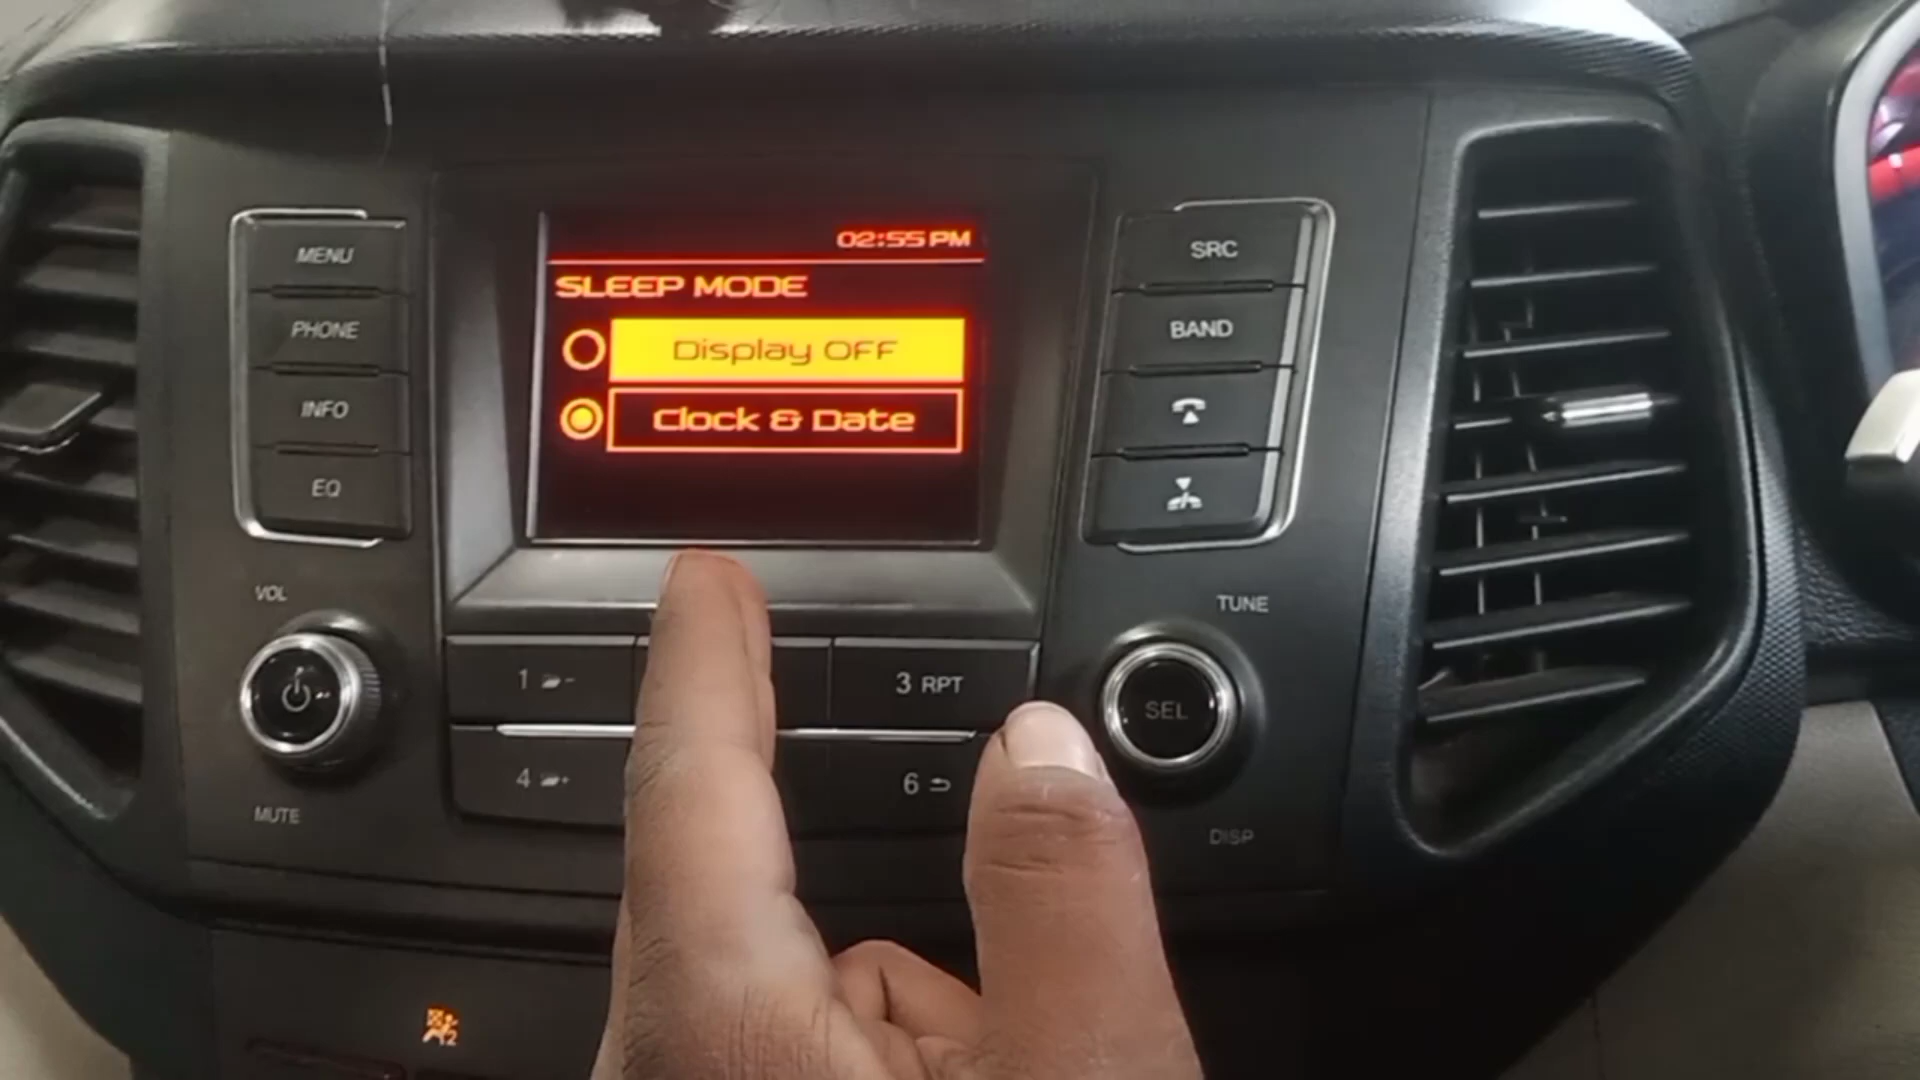 02:55 PM
SLEEP MODE
Display OFF
Clock & Date
MENU
PHONE
INFO
EQ
SRC
BAND
VOL
MUTE
TUNE
SEL
DISP
1
3 RPT
4
6
2